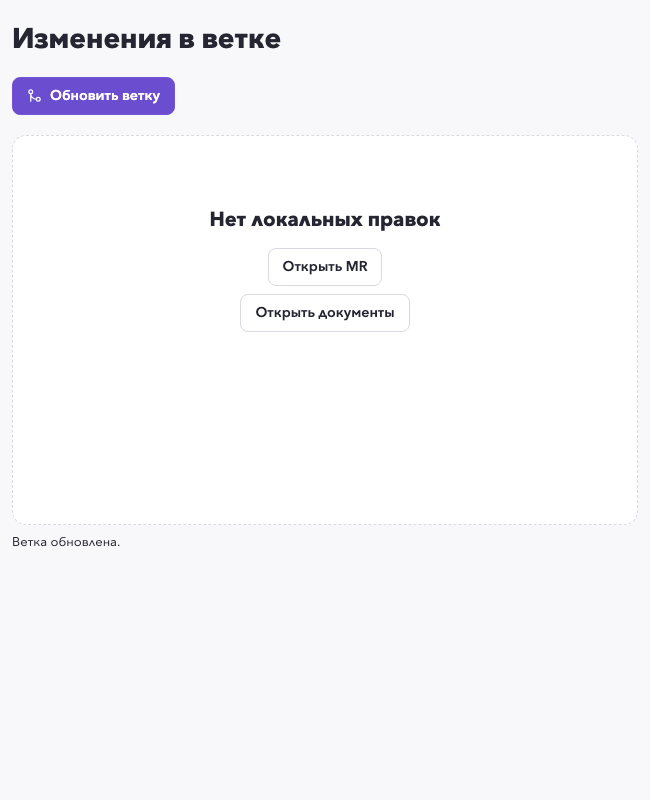 Изменения в ветке
Обновить ветку
Нет локальных правок
Открыть MR
Открыть документы
Ветка обновлена.